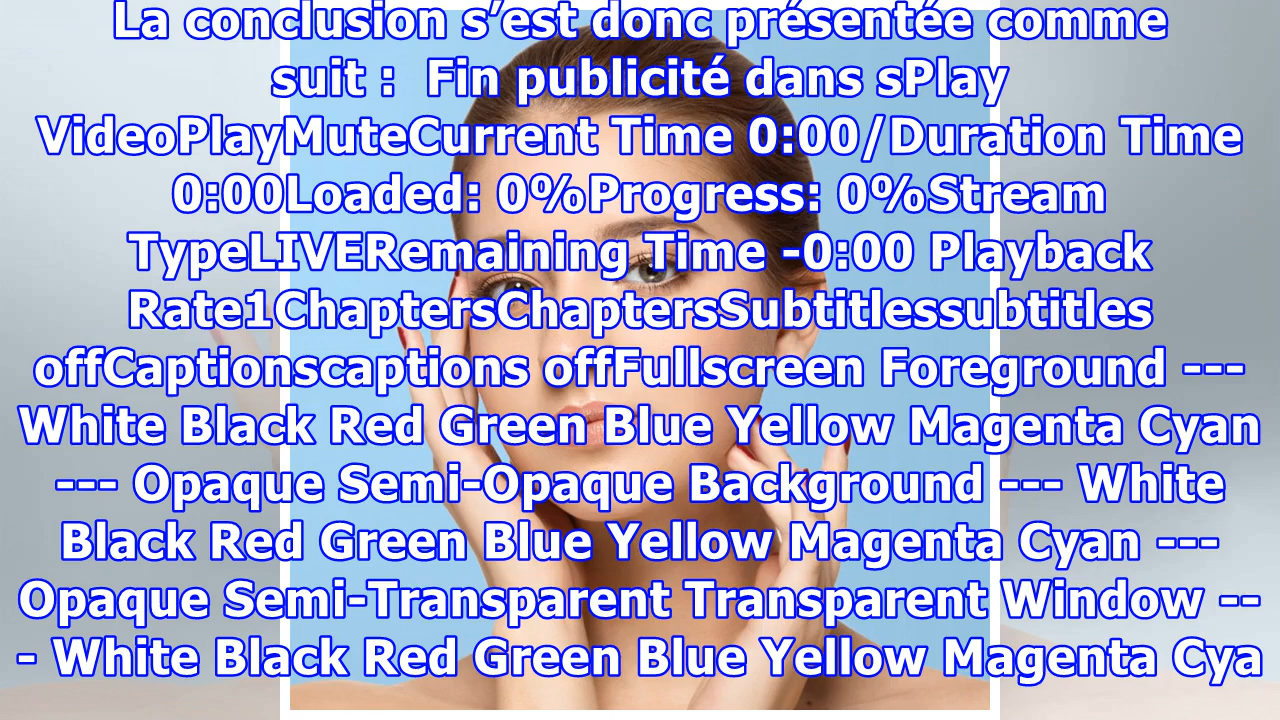 La conclusion s’est donc présentée comme
suit :  Fin publicité dans sPlay
VideoPlayMuteCurrent Time 0:00/Duration Time
0:00Loaded: 0%Progress: 0%Stream
TypeLIVERemaining Time -0:00 Playback
Rate1ChaptersChaptersSubtitlessubtitles
offCaptionscaptions offFullscreen Foreground ---
White Black Red Green Blue Yellow Magenta Cyan
--- Opaque Semi-Opaque Background --- White
Black Red Green Blue Yellow Magenta Cyan ---
Opaque Semi-Transparent Transparent Window --
- White Black Red Green Blue Yellow Magenta Cya